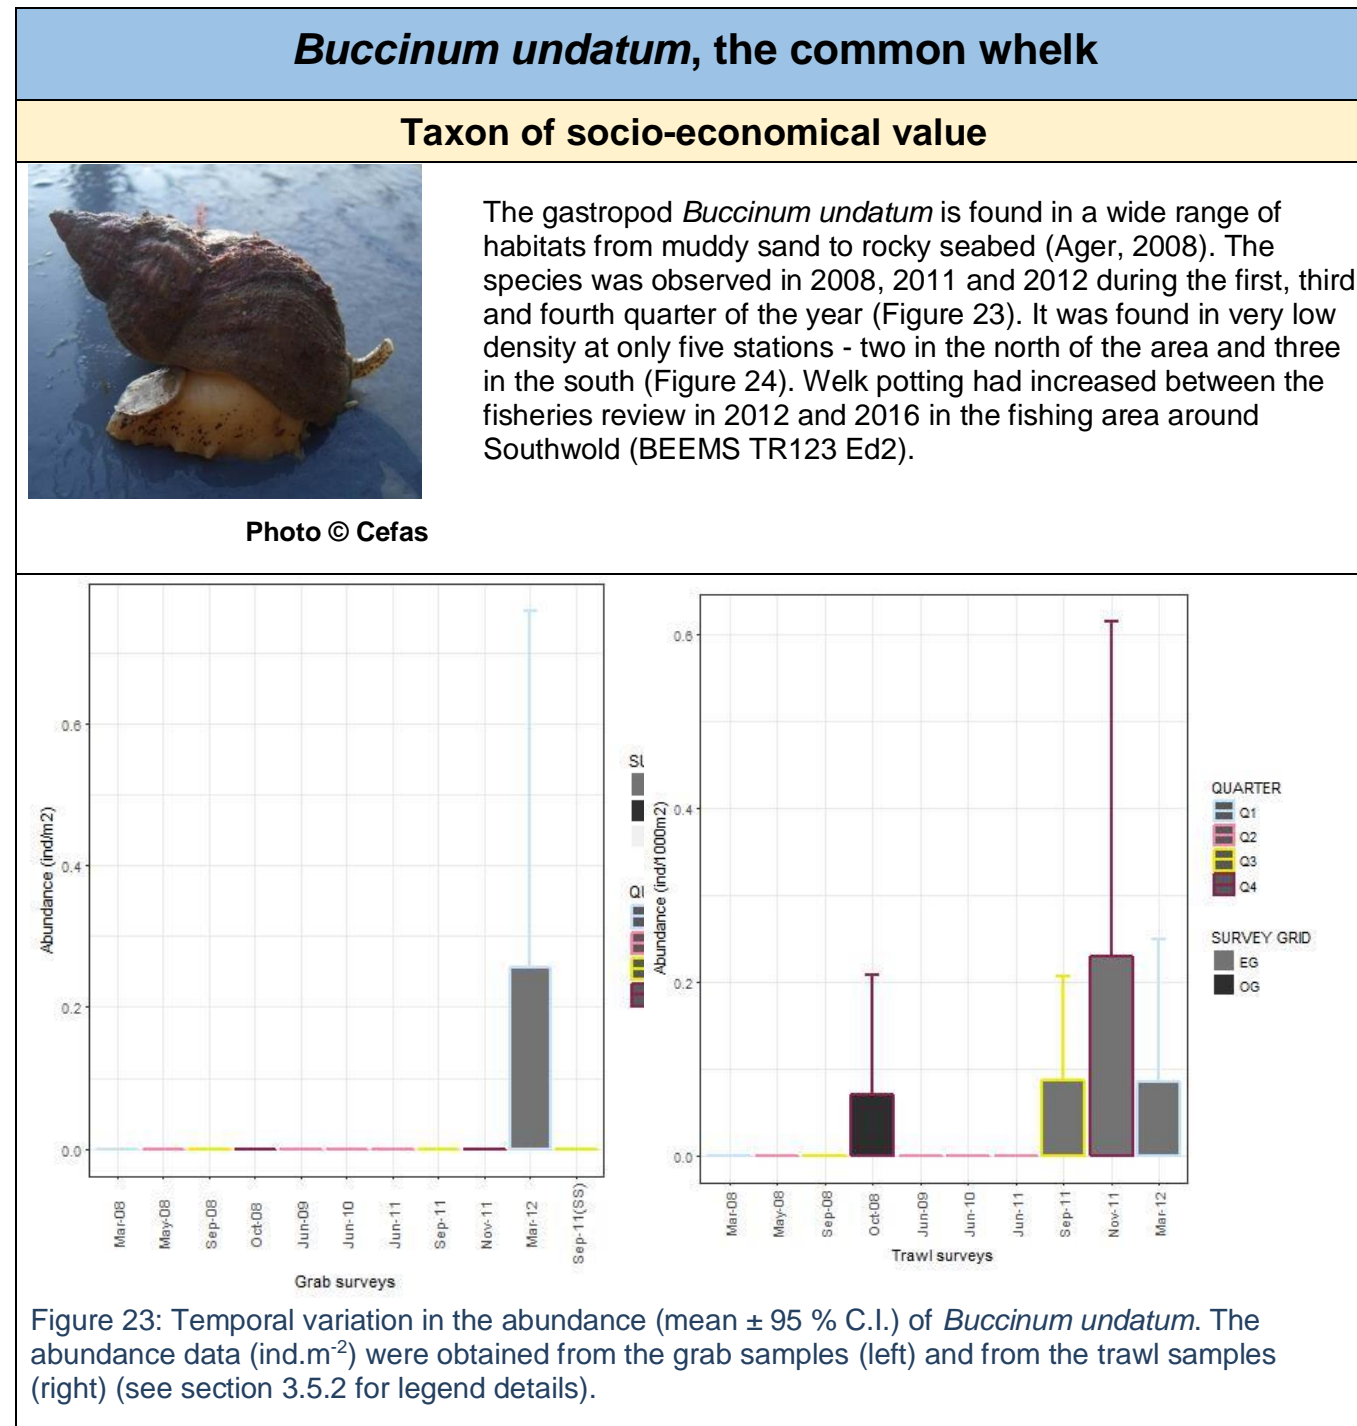 Buccinum undatum, the common whelk
Taxon of socio-economical value
The gastropod Buccinum undatum is found in a wide range of
habitats from muddy sand to rocky seabed (Ager, 2008). The
species was observed in 2008, 2011 and 2012 during the first, third
and fourth quarter of the year (Figure 23). It was found in very low
density at only five stations - two in the north of the area and three
in the south (Figure 24). Welk potting had increased between the
fisheries review in 2012 and 2016 in the fishing area around
Southwold (BEEMS TR123 Ed2).
Photo © Cefas
Abundance (ind/m2)
0.6
0.4
0.2
0.0
Mar-08
May-08
Sep-08
Oct-08
Jun-09
Jun-10
Jun-11
Sep-11
Nov-11
Mar-12
Sep-11(SS)
Grab surveys
Abundance (ind/1000m2)
0.6
0.4
0.2
0.0
Mar-08
May-08
Sep-08
Oct-08
Jun-09
Jun-10
Jun-11
Sep-11
Nov-11
Mar-12
Trawl surveys
QUARTER
Q1
Q2
Q3
Q4
SURVEY GRID
EG
OG
Figure 23: Temporal variation in the abundance (mean ± 95 % C.I.) of Buccinum undatum. The
abundance data (ind.m-2) were obtained from the grab samples (left) and from the trawl samples
(right) (see section 3.5.2 for legend details).